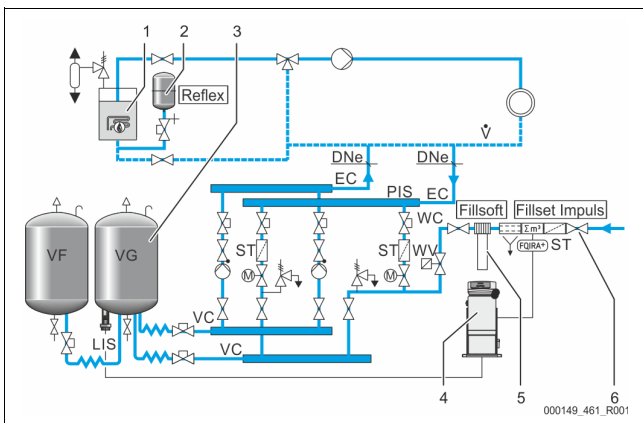 1
2
3
Reflex
V̇
DNe
DNe
EC
PIS
EC
WC
Fillsoft
Fillset Impuls
Σm³
FQIRA+
ST
ST
ST
WV
M
M
VF
VG
LIS
VC
VC
4
5
6
000149_461_R001